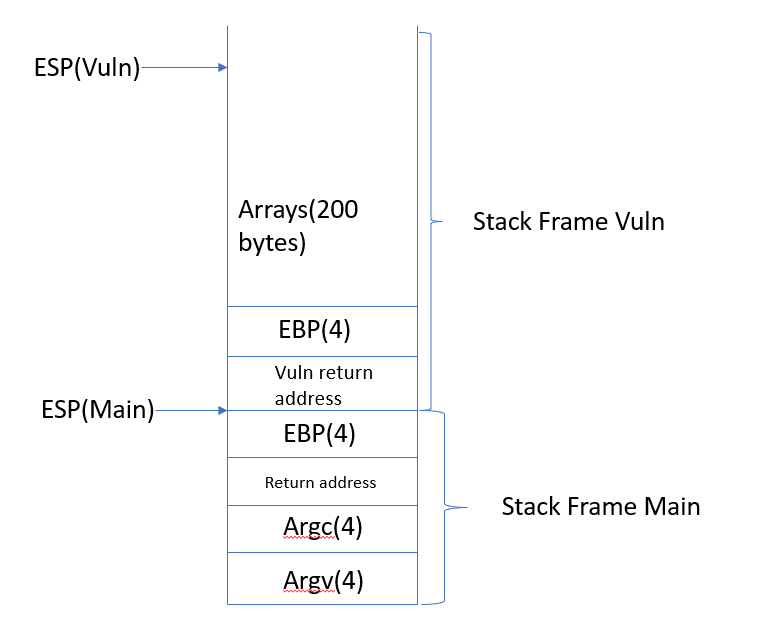 ESP(Vuln)
Arrays(200
bytes)
Stack Frame Vuln
EBP(4)
Vuln return
address
ESP(Main)
EBP(4)
Return address
Stack Frame Main
Argc(4)
Argv(4)